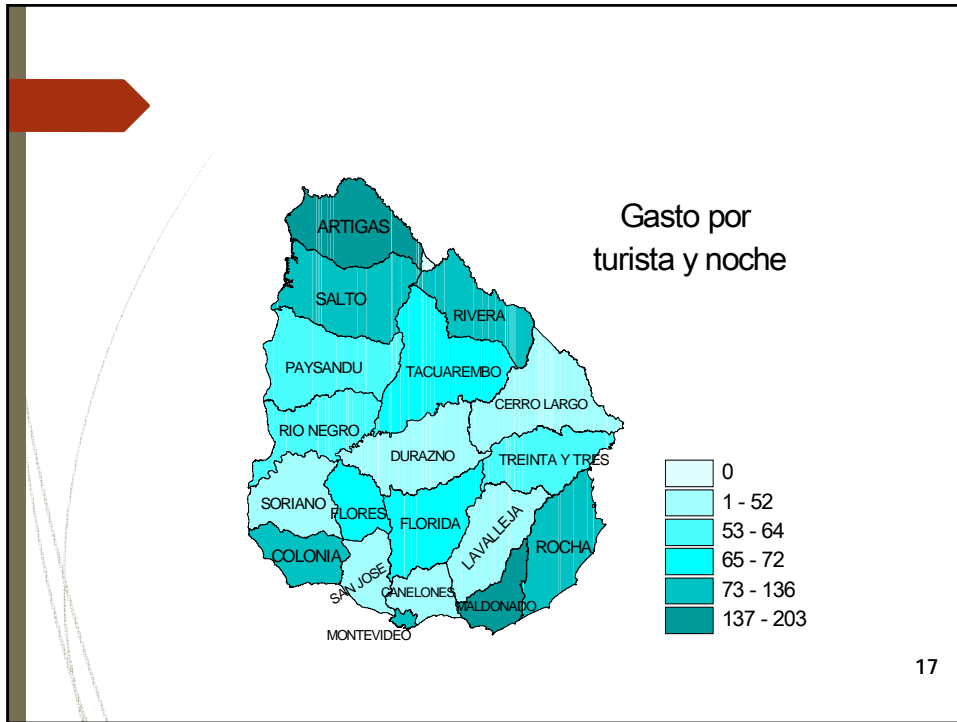 Gasto por
turista y noche
ARTIGAS
SALTO
RIVERA
PAYSANDU
TACUAREMBO
CERRO LARGO
RIO NEGRO
DURAZNO
TREINTA Y TRES
SORIANO
FLORES
FLORIDA
LAVALLEJA
ROCHA
COLONIA
SAN JOSE
CANELONES
MALDONADO
MONTEVIDEO
0
1 - 52
53 - 64
65 - 72
73 - 136
137 - 203
17